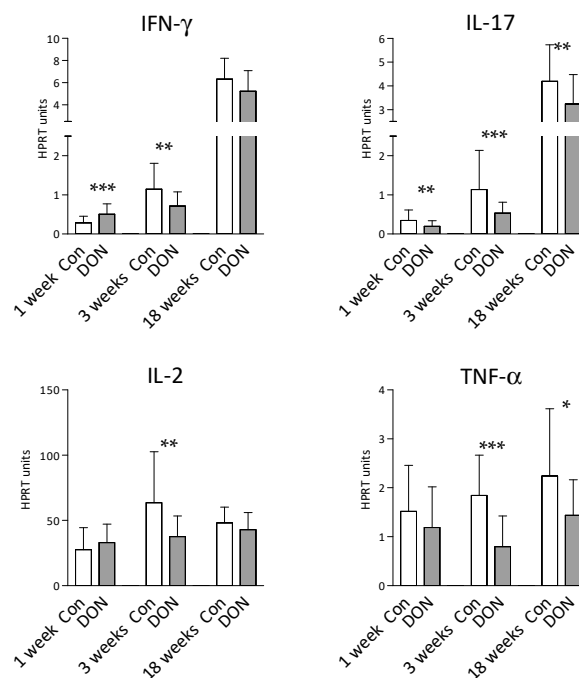 IFN-γ
10
8
6
4
2
1
0
HPRT units
***
**
1 week Con
DON
3 weeks Con
DON
18 weeks Con
DON
IL-17
6
5
4
3
2
1
0
HPRT units
**
***
**
1 week Con
DON
3 weeks Con
DON
18 weeks Con
DON
IL-2
150
100
50
0
HPRT units
**
1 week Con
DON
3 weeks Con
DON
18 weeks Con
DON
TNF-α
4
3
2
1
0
HPRT units
***
*
1 week Con
DON
3 weeks Con
DON
18 weeks Con
DON